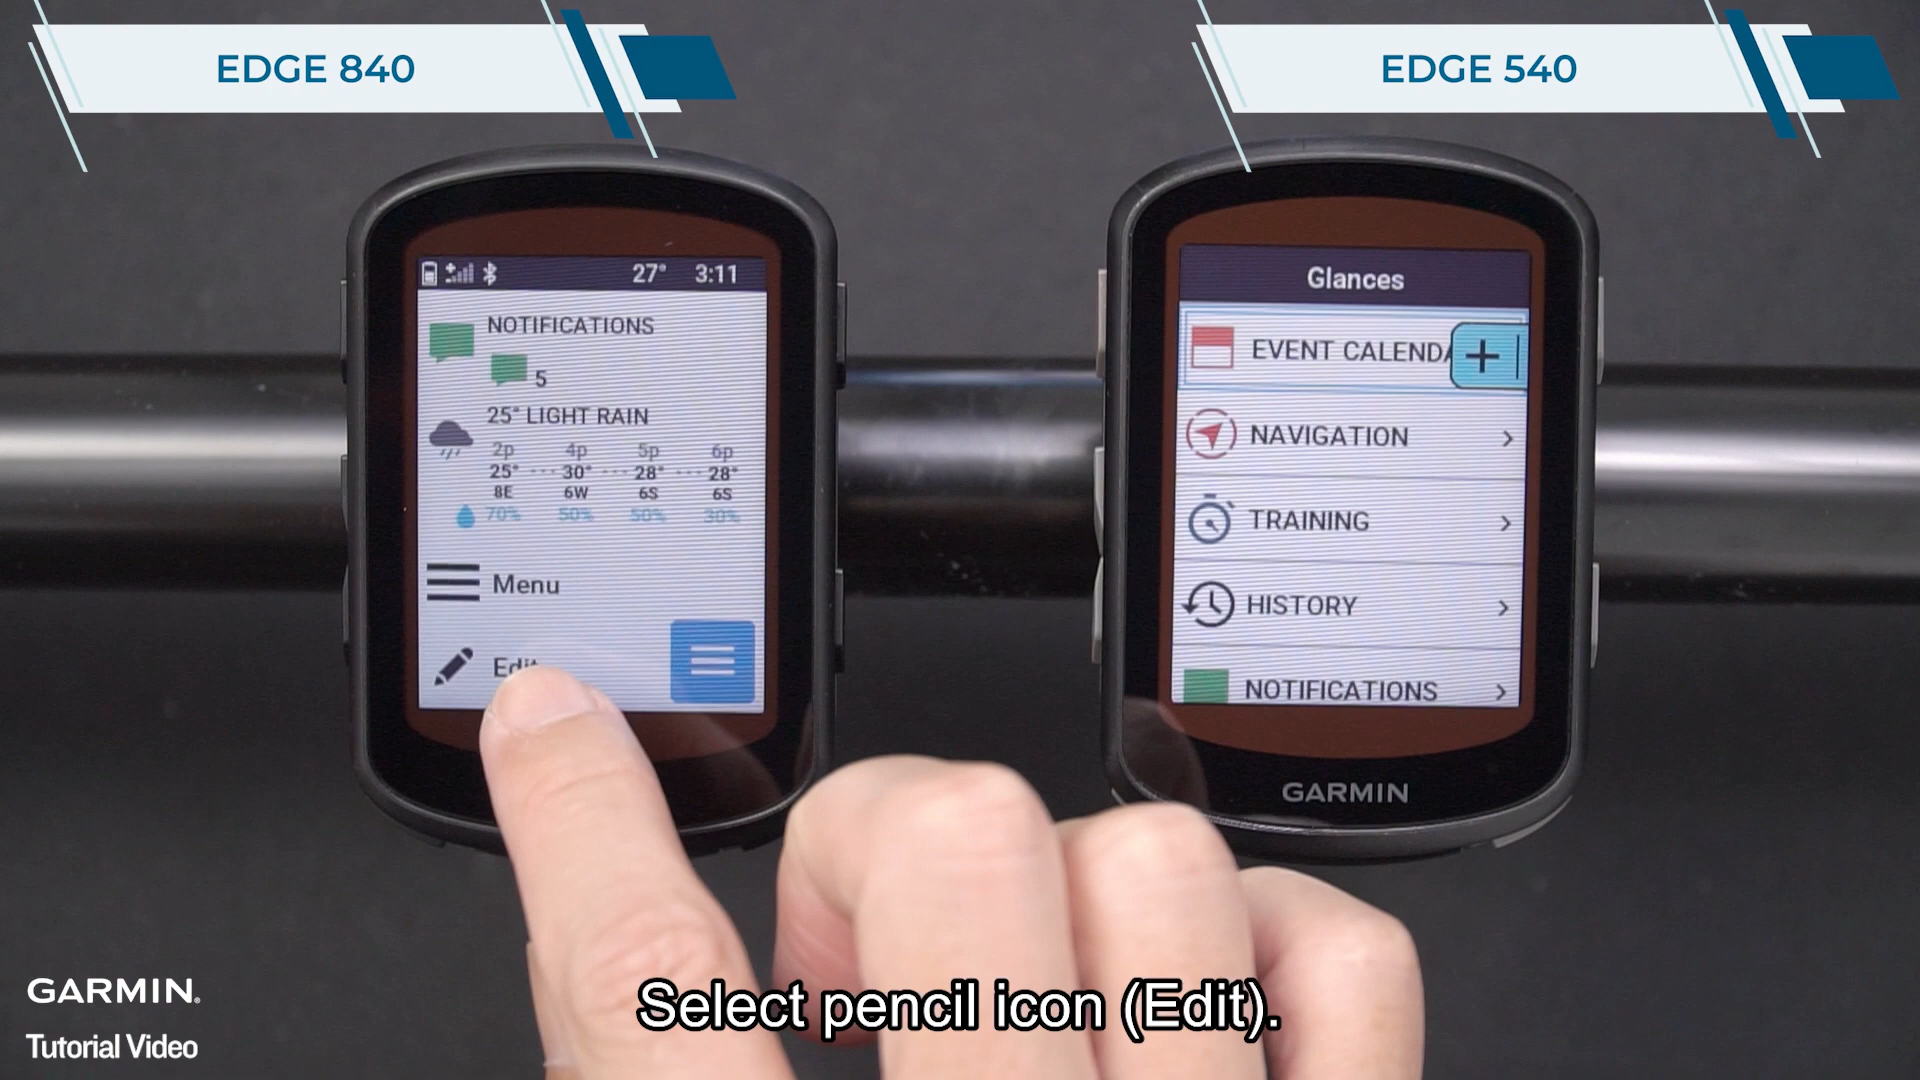 EDGE 840
EDGE 540
27° 3:11
NOTIFICATIONS
5
25° LIGHT RAIN
2p 4p 5p 6p
25° 30° 28° 28°
8E 6W 6S 6S
70% 50% 50% 30%
Menu
Glances
EVENT CALENDA
NAVIGATION
TRAINING
HISTORY
NOTIFICATIONS
GARMIN
GARMIN®
Tutorial Video
Select pencil icon (Edit).